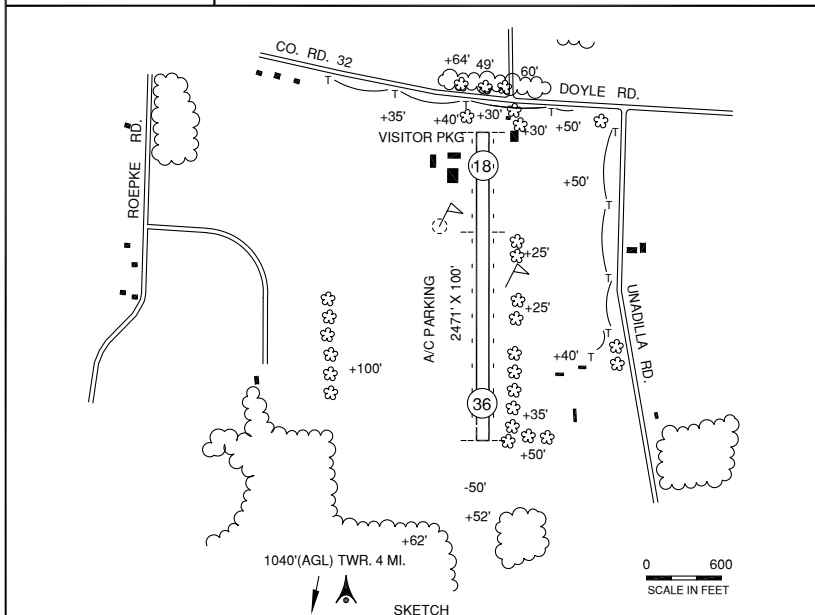 CO. RD. 32
+64'
49'
60'
DOYLE RD.
+35'
+40'
+30'
+30'
+50'
VISITOR PKG
18
+50'
ROEPKE RD.
+25'
+25'
A/C PARKING
2471' X 100'
UNADILLA RD.
+40'
+100'
36
+35'
+50'
-50'
+52'
+62'
1040'(AGL) TWR. 4 MI.
0 600
SCALE IN FEET
SKETCH
T
T
T
T
T
T
T
T
T